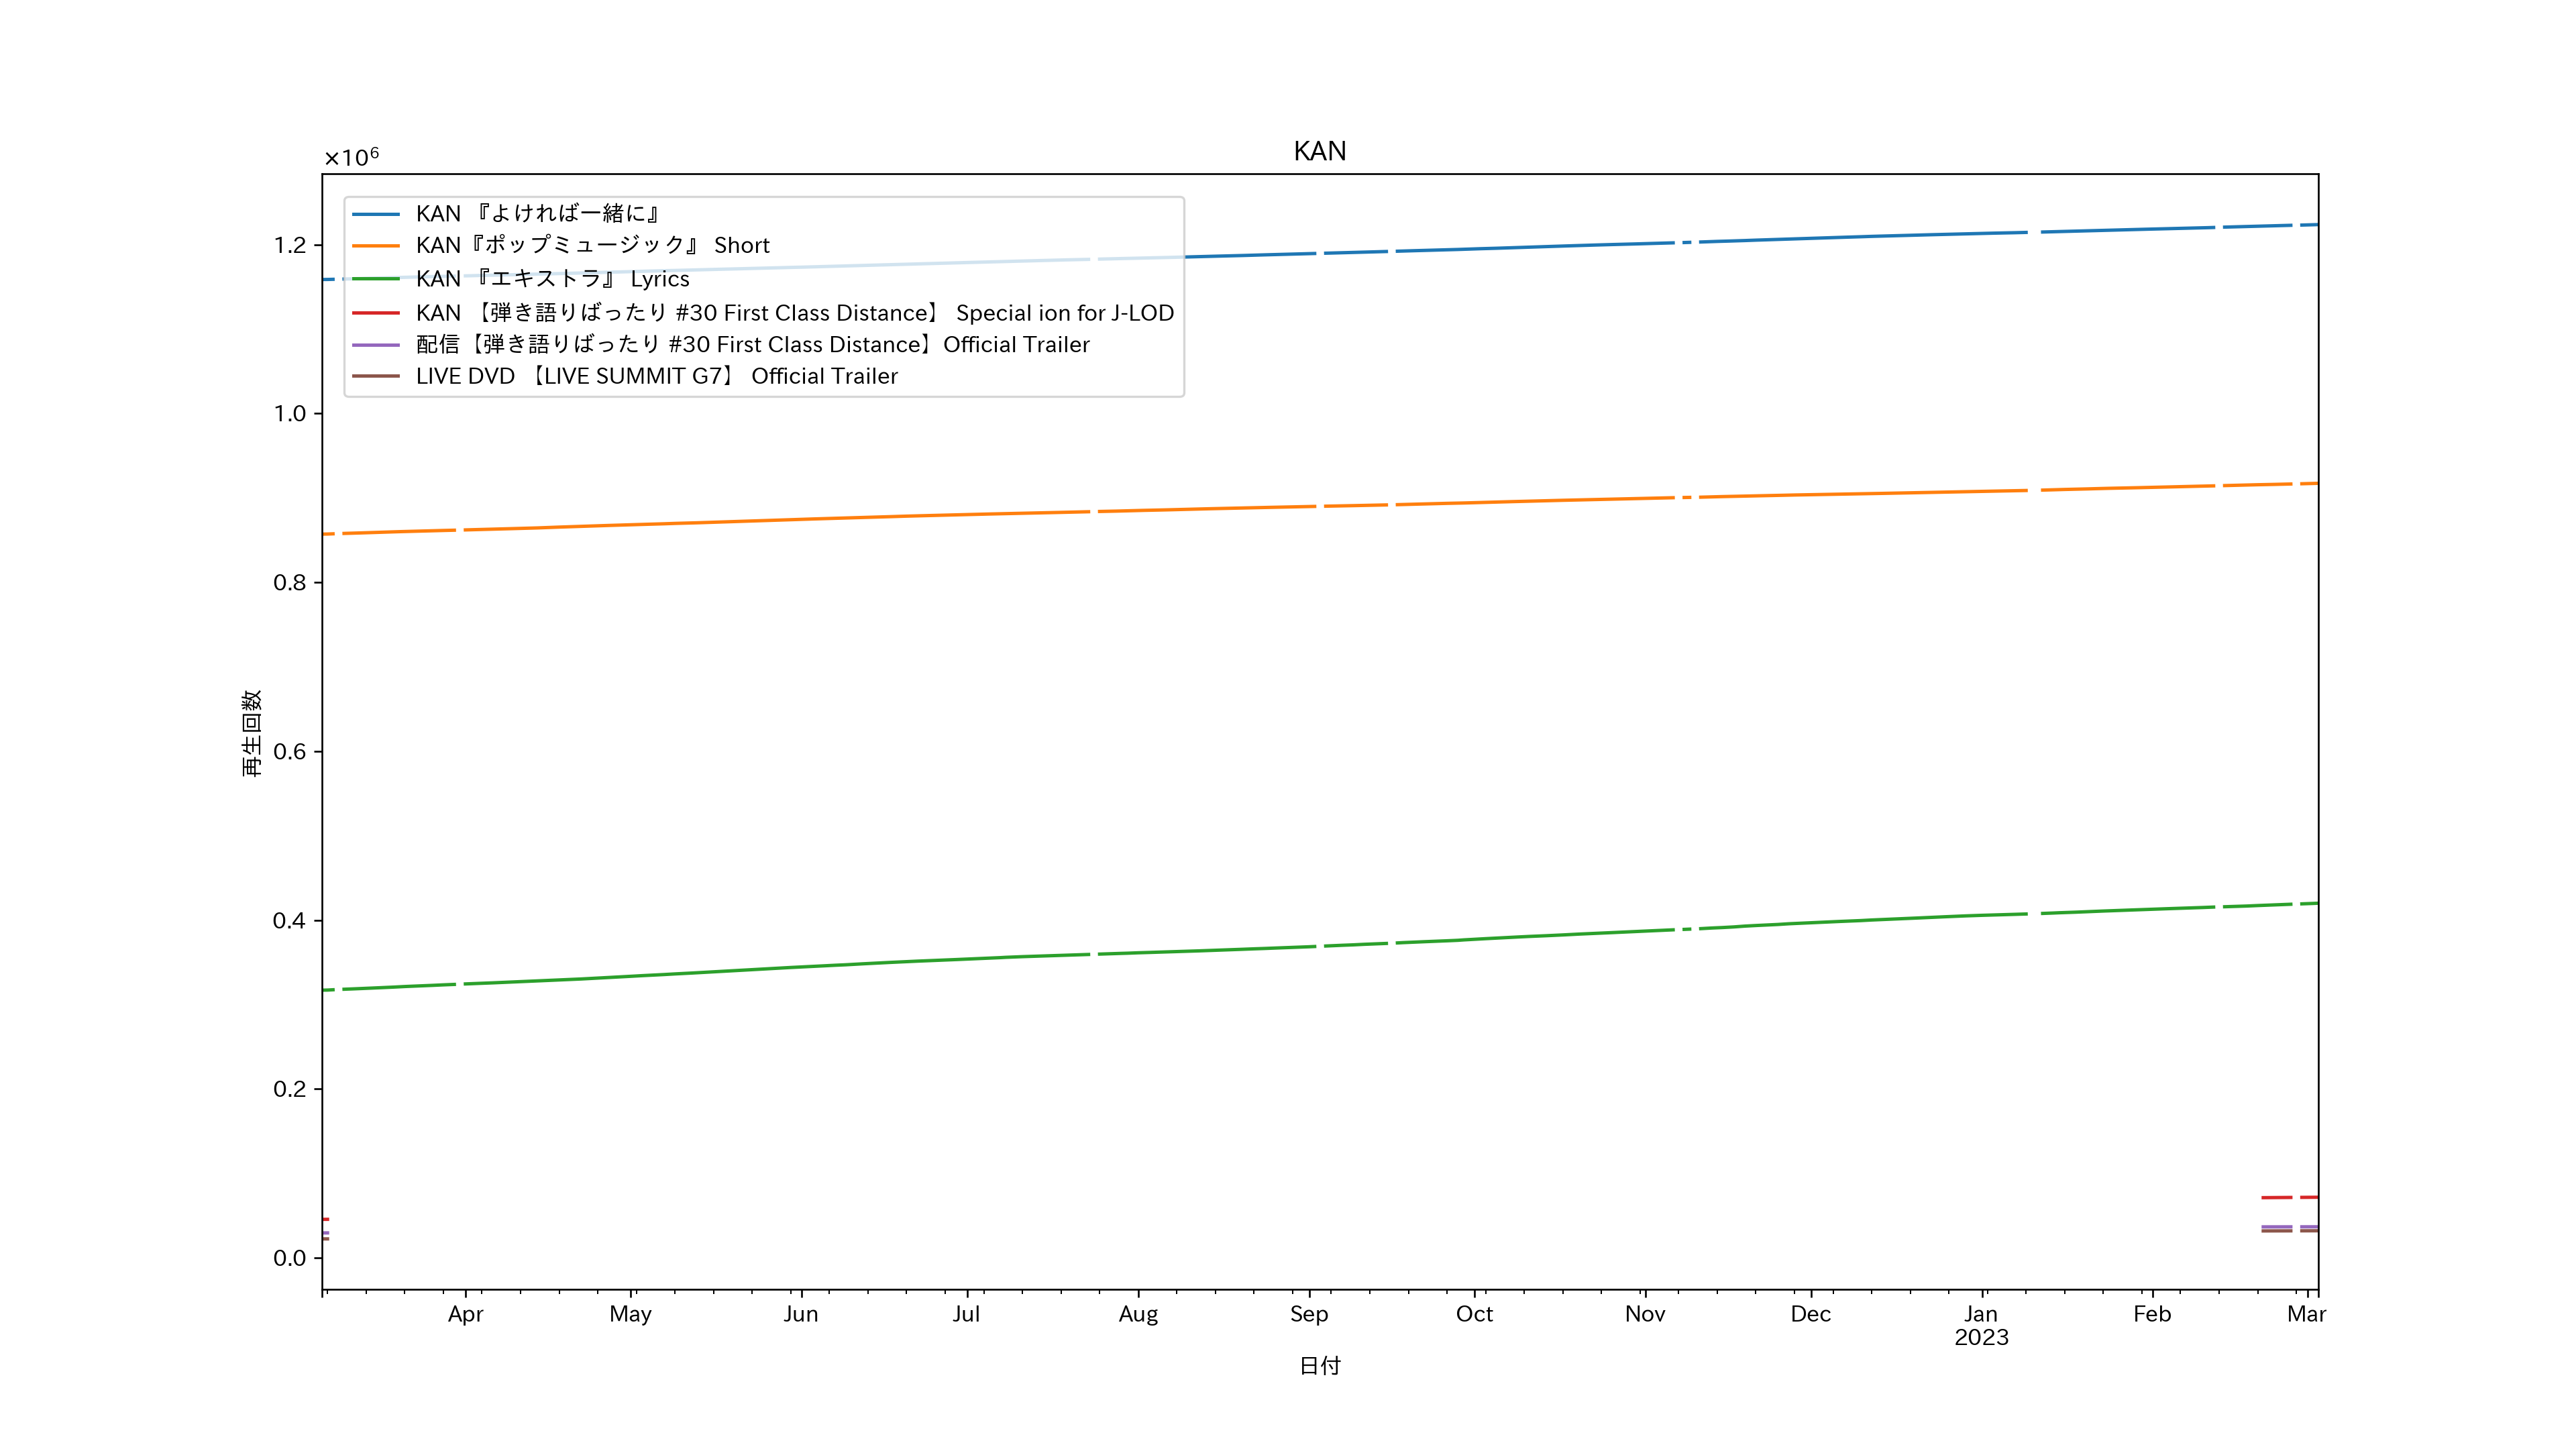 KAN
×10⁶
KAN 『よければ一緒に』
KAN『ポップミュージック』 Short
KAN 『エキストラ』 Lyrics
KAN 【弾き語りばったり #30 First Class Distance】 Special ion for J-LOD
配信【弾き語りばったり #30 First Class Distance】Official Trailer
LIVE DVD 【LIVE SUMMIT G7】 Official Trailer
1.2
1.0
0.8
0.6
0.4
0.2
0.0
再生回数
Apr May Jun Jul Aug Sep Oct Nov Dec Jan Feb Mar
2023
日付